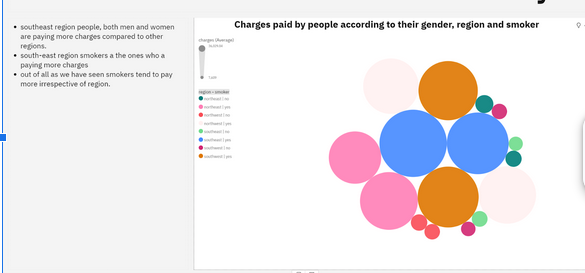 southeast region people, both men and women
are paying more charges compared to other
regions.
south-east region smokers a the ones who a
paying more charges
out of all as we have seen smokers tend to pay
more irrespective of region.
Charges paid by people according to their gender, region and smoker
charges (Average)
region : smoker
northeast | no
northeast | yes
northwest | no
northwest | yes
southeast | no
southeast | yes
southwest | no
southwest | yes